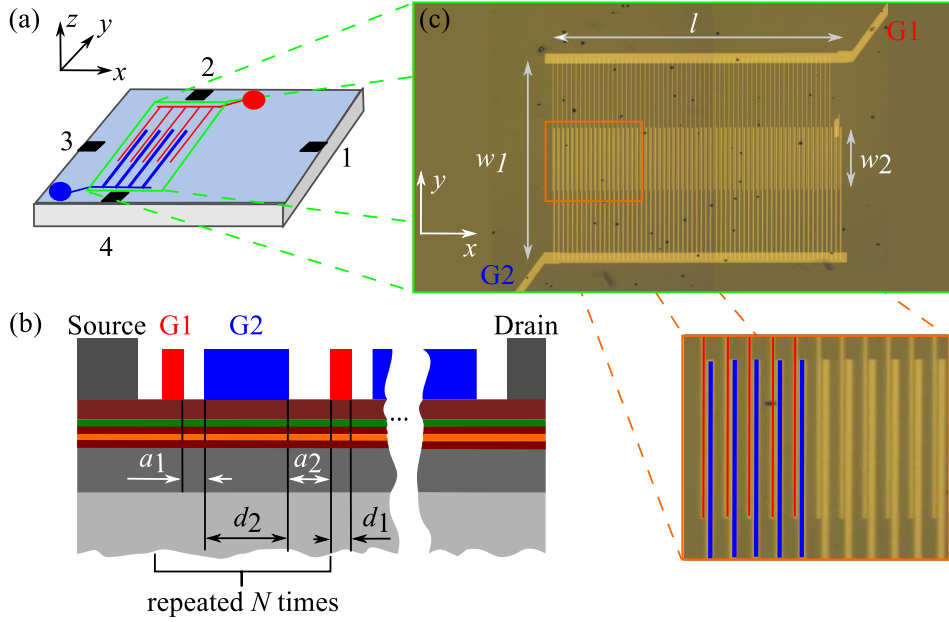 (a)
z
y
x
2
3
1
4
(c)
l
G1
w1
w2
y
x
G2
(b)
Source
G1
G2
Drain
...
a1
a2
d2
d1
repeated N times